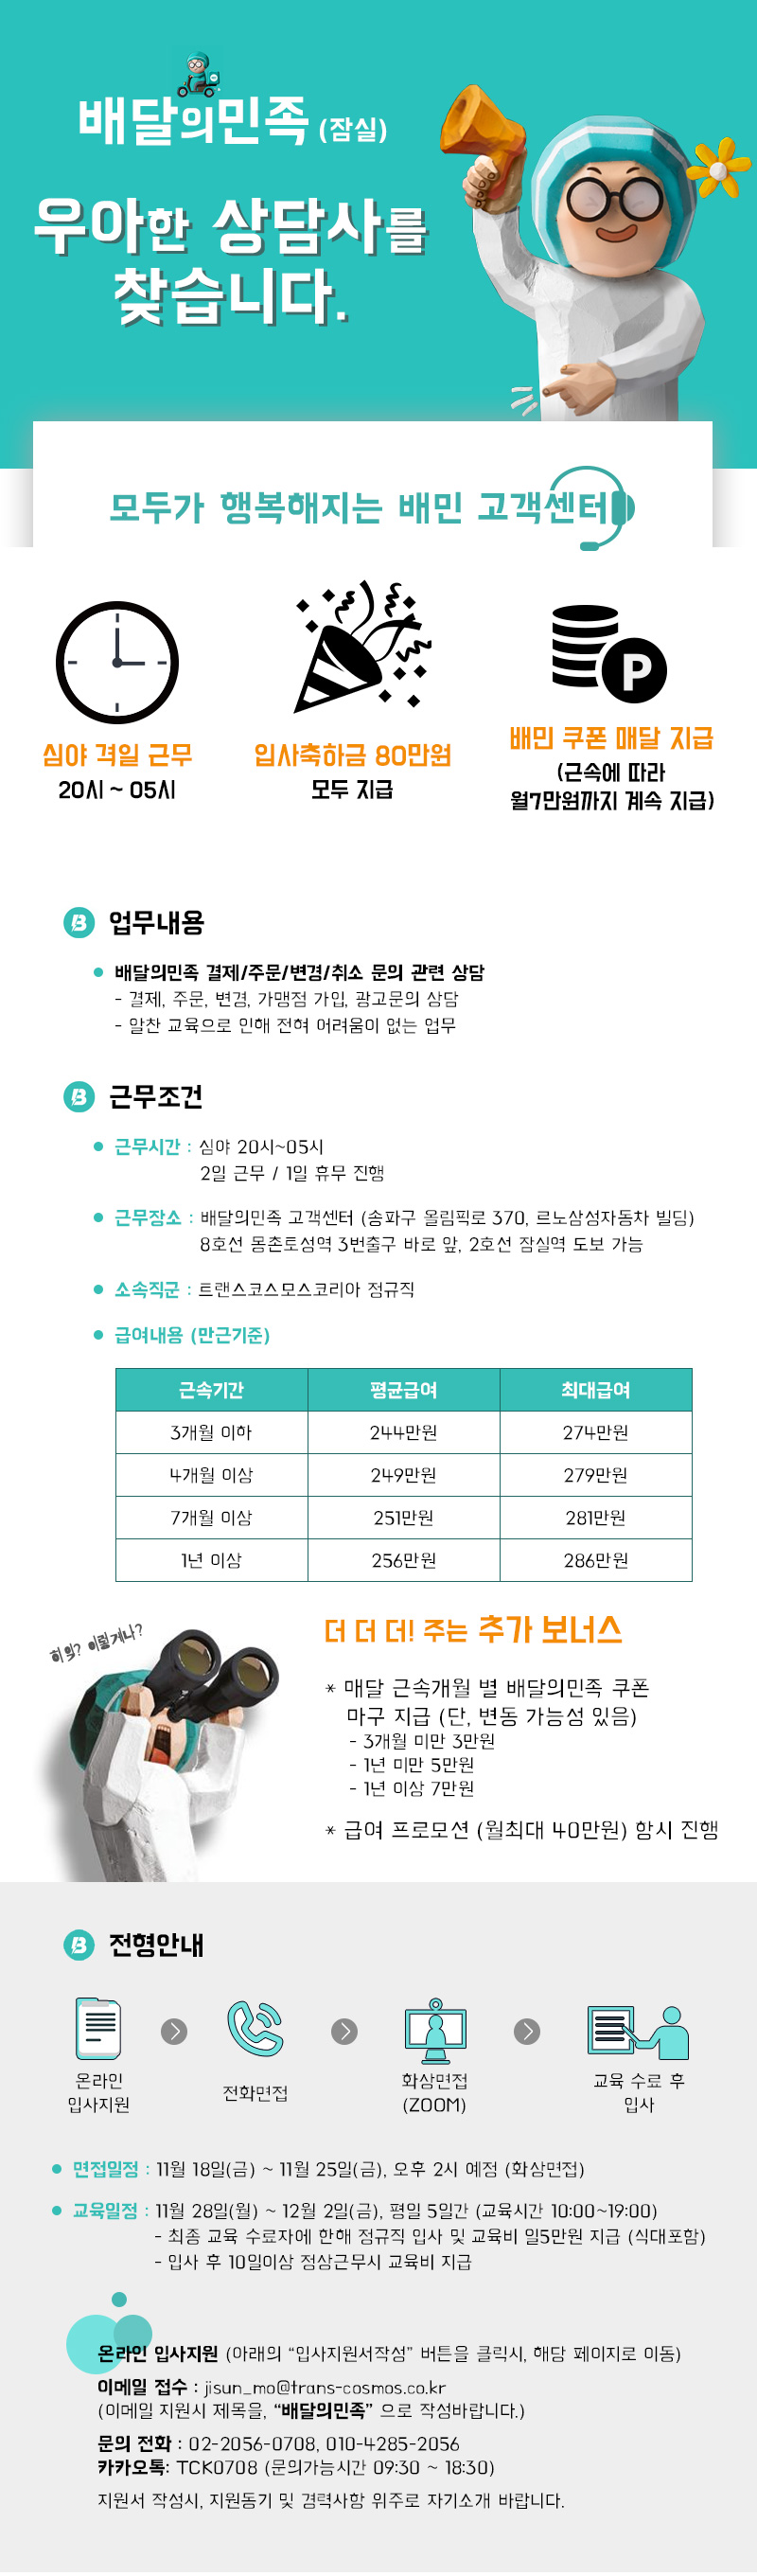 배달의민족 (잠실)
우아한 상담사를
찾습니다.
모두가 행복해지는 배민 고객센터
심야 격일 근무
20시 ~ 05시
입사축하금 80만원
모두 지급
P
배민 쿠폰 매달 지급
(근속에 따라
월7만원까지 계속 지급)
B 업무내용
배달의민족 결제/주문/변경/취소 문의 관련 상담
- 결제, 주문, 변경, 가맹점 가입, 광고문의 상담
- 알찬 교육으로 인해 전혀 어려움이 없는 업무
B 근무조건
근무시간 : 심야 20시~05시
2일 근무 / 1일 휴무 진행
근무장소 : 배달의민족 고객센터 (송파구 올림픽로 370, 르노삼성자동차 빌딩)
8호선 몽촌토성역 3번출구 바로 앞, 2호선 잠실역 도보 가능
소속직군 : 트랜스코스모스코리아 정규직
급여내용 (만근기준)
근속기간 평균급여 최대급여
3개월 이하 244만원 274만원
4개월 이상 249만원 279만원
7개월 이상 251만원 281만원
1년 이상 256만원 286만원
히익? 이렇게나?
더 더 더! 주는 추가 보너스
* 매달 근속개월 별 배달의민족 쿠폰
마구 지급 (단, 변동 가능성 있음)
- 3개월 미만 3만원
- 1년 미만 5만원
- 1년 이상 7만원
* 급여 프로모션 (월최대 40만원) 항시 진행
B 전형안내
온라인
입사지원
전화면접
화상면접
(ZOOM)
교육 수료 후
입사
면접일정 : 11월 18일(금) ~ 11월 25일(금), 오후 2시 예정 (화상면접)
교육일정 : 11월 28일(월) ~ 12월 2일(금), 평일 5일간 (교육시간 10:00~19:00)
- 최종 교육 수료자에 한해 정규직 입사 및 교육비 일5만원 지급 (식대포함)
- 입사 후 10일이상 정상근무시 교육비 지급
온라인 입사지원 (아래의 “입사지원서작성” 버튼을 클릭시, 해당 페이지로 이동)
이메일 접수 : jisun_mo@trans-cosmos.co.kr
(이메일 지원시 제목을, “배달의민족” 으로 작성바랍니다.)
문의 전화 : 02-2056-0708, 010-4285-2056
카카오톡: TCK0708 (문의가능시간 09:30 ~ 18:30)
지원서 작성시, 지원동기 및 경력사항 위주로 자기소개 바랍니다.